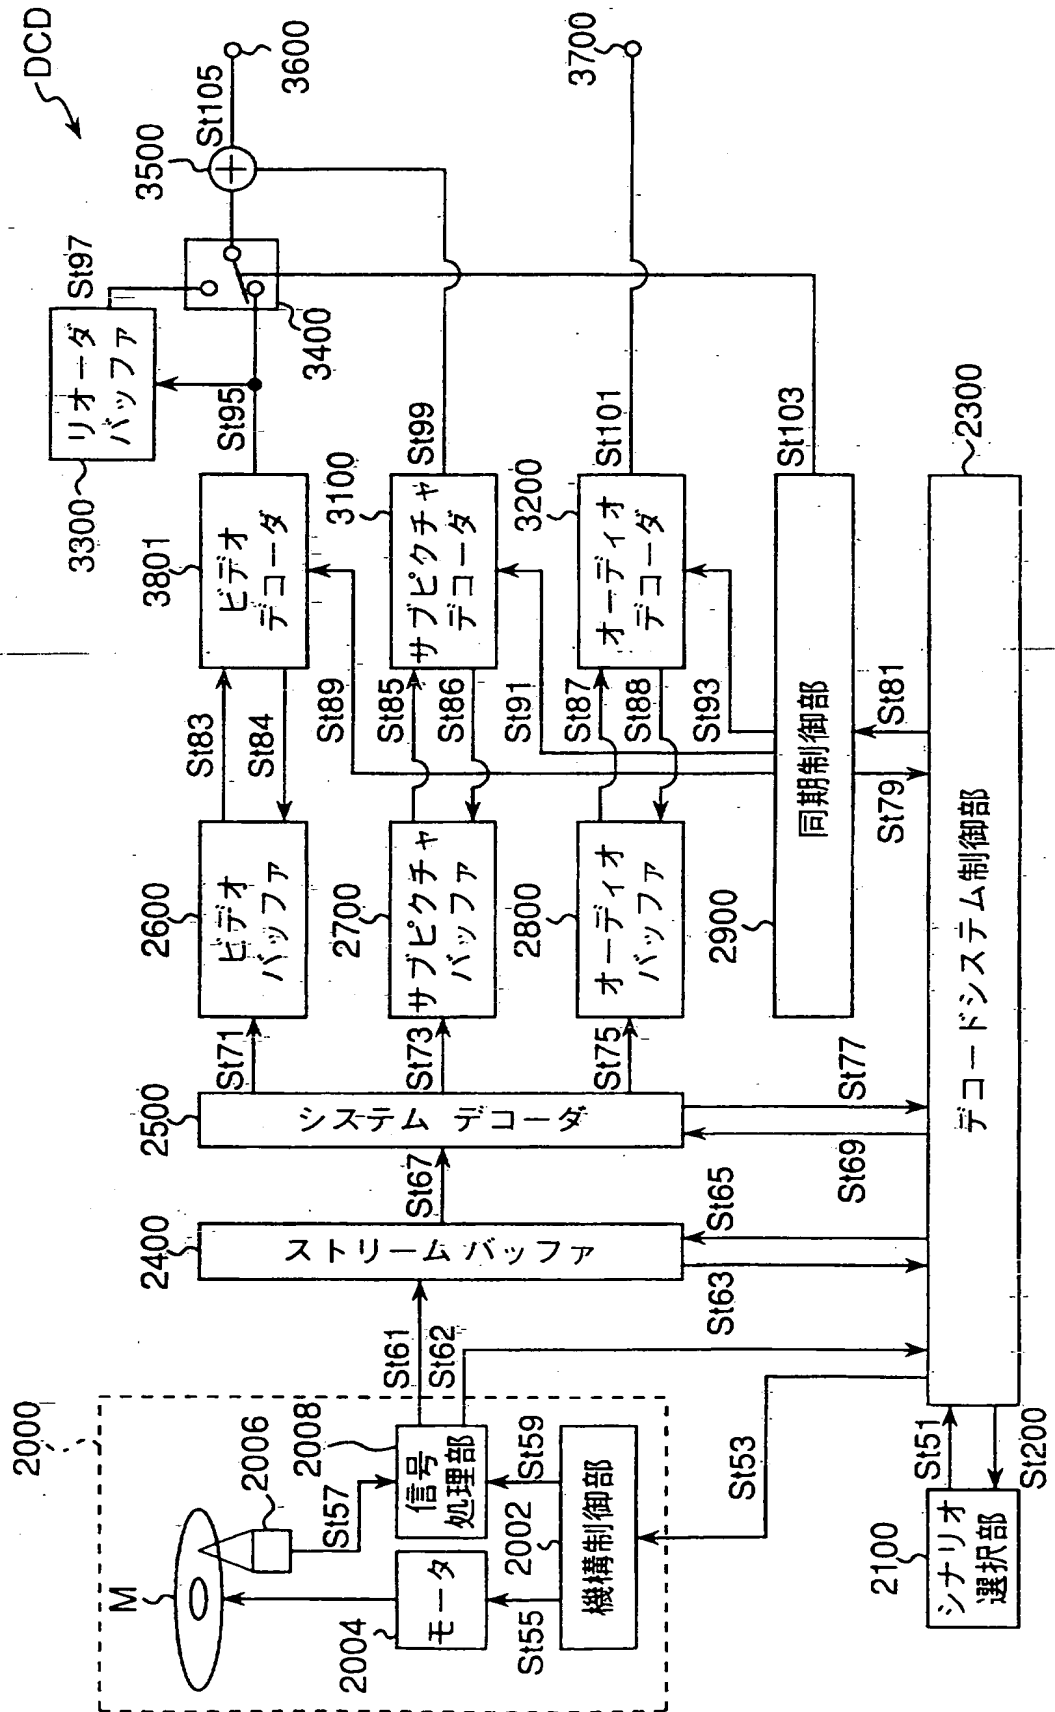 DCD
2000
M
2006
St57
2008
信号
処理部
2004
モータ
2002
St55
St59
機構制御部
St61
St62
St53
2400
ストリームバッファ
St63
St65
St67
2500
システム デコーダ
St69
St77
St71
St73
St75
2600
ビデオ
バッファ
2700
サブピクチャ
バッファ
2800
オーディオ
バッファ
St83
St84
St89
St85
St86
St91
St87
St88
St93
3801
ビデオ
デコーダ
3100
サブピクチャ
デコーダ
3200
オーディオ
デコーダ
3300
リオーダ
バッファ
St95
St97
3400
3500
St105
3600
St99
St101
3700
2900
同期制御部
St103
St79
St81
2300
デコードシステム制御部
2100
シナリオ
選択部
St51
St200